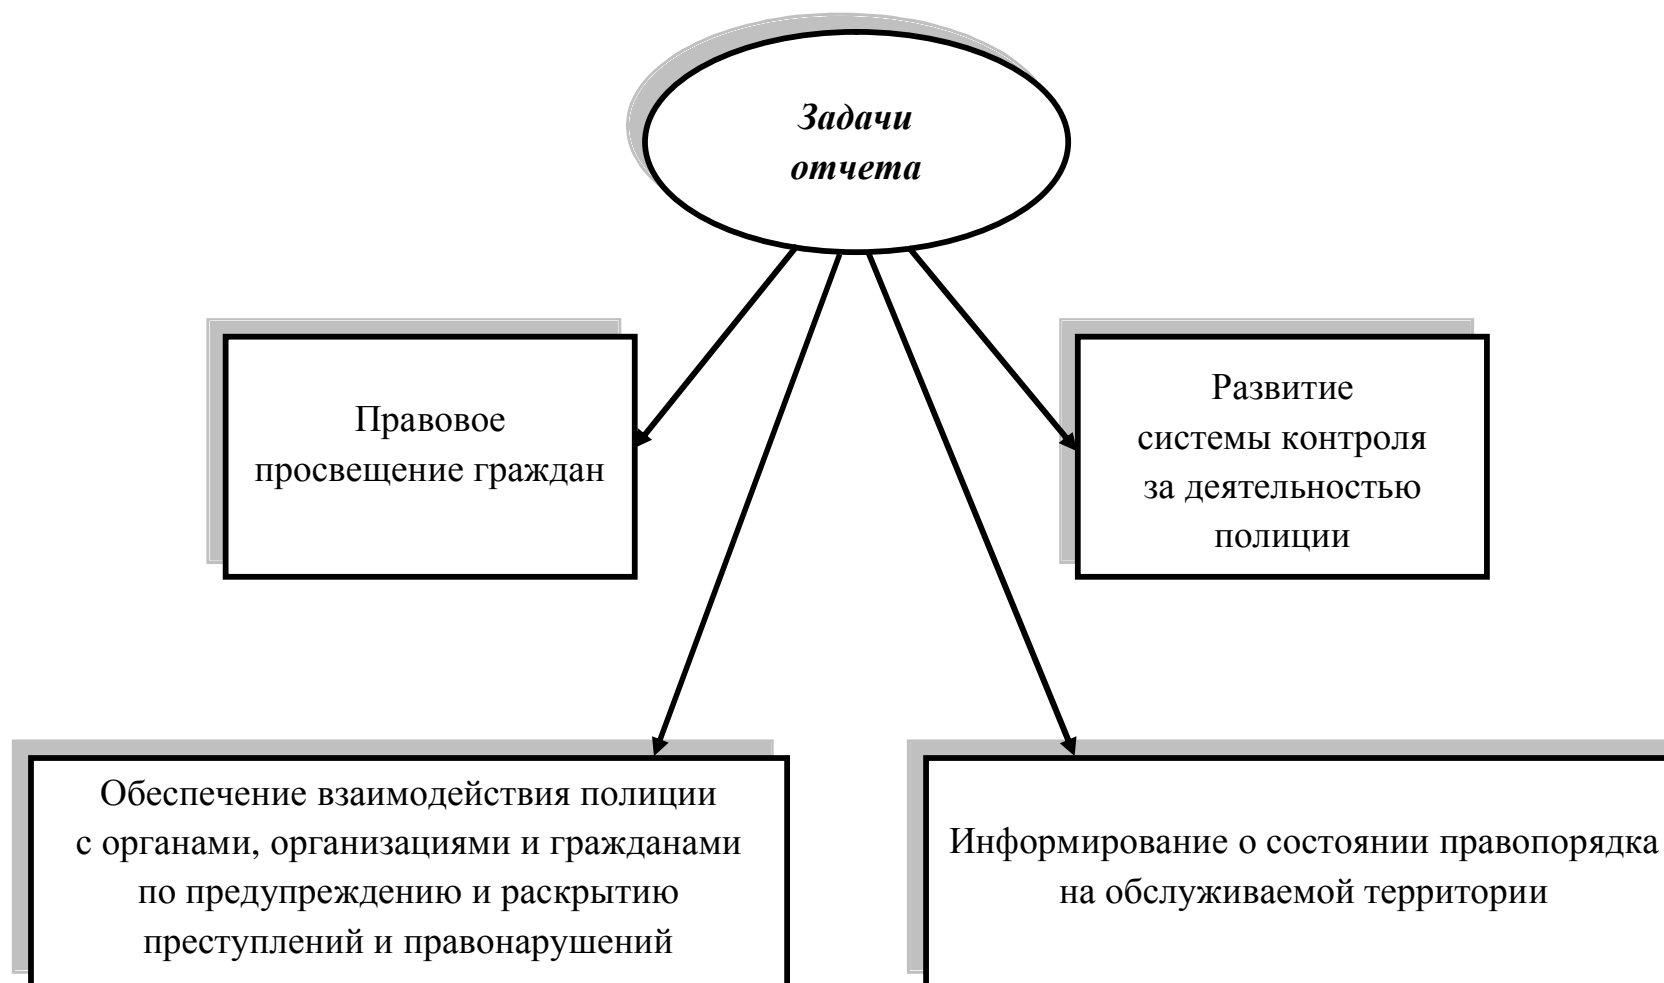 Задачи
отчета
Правовое
просвещение граждан
Развитие
системы контроля
за деятельностью
полиции
Обеспечение взаимодействия полиции
с органами, организациями и гражданами
по предупреждению и раскрытию
преступлений и правонарушений
Информирование о состоянии правопорядка
на обслуживаемой территории